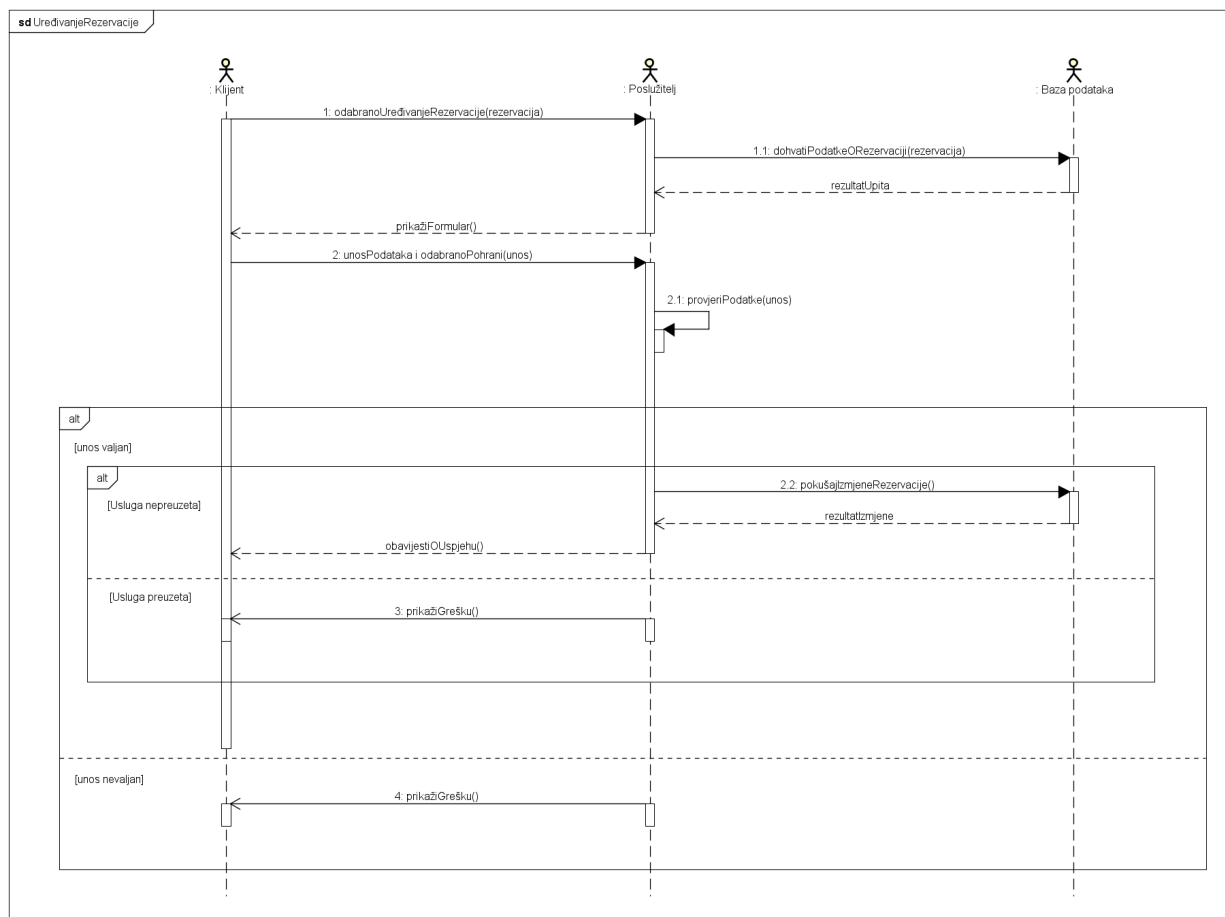 sd UređivanjeRezervacije
: Klijent
: Poslužitelj
: Baza podataka
1: odabranoUređivanjeRezervacije(rezervacija)
1.1: dohvatiPodatkeORezervaciji(rezervacija)
rezultatUpita
prikažiFormular()
2: unosPodataka i odabranoPohrani(unos)
2.1: provjeriPodatke(unos)
alt
[unos valjan]
alt
[Usluga nepreuzeta]
2.2: pokušajIzmjeneRezervacije()
rezultatIzmjene
obavijestiOUspjehu()
[Usluga preuzeta]
3: prikažiGrešku()
[unos nevaljan]
4: prikažiGrešku()